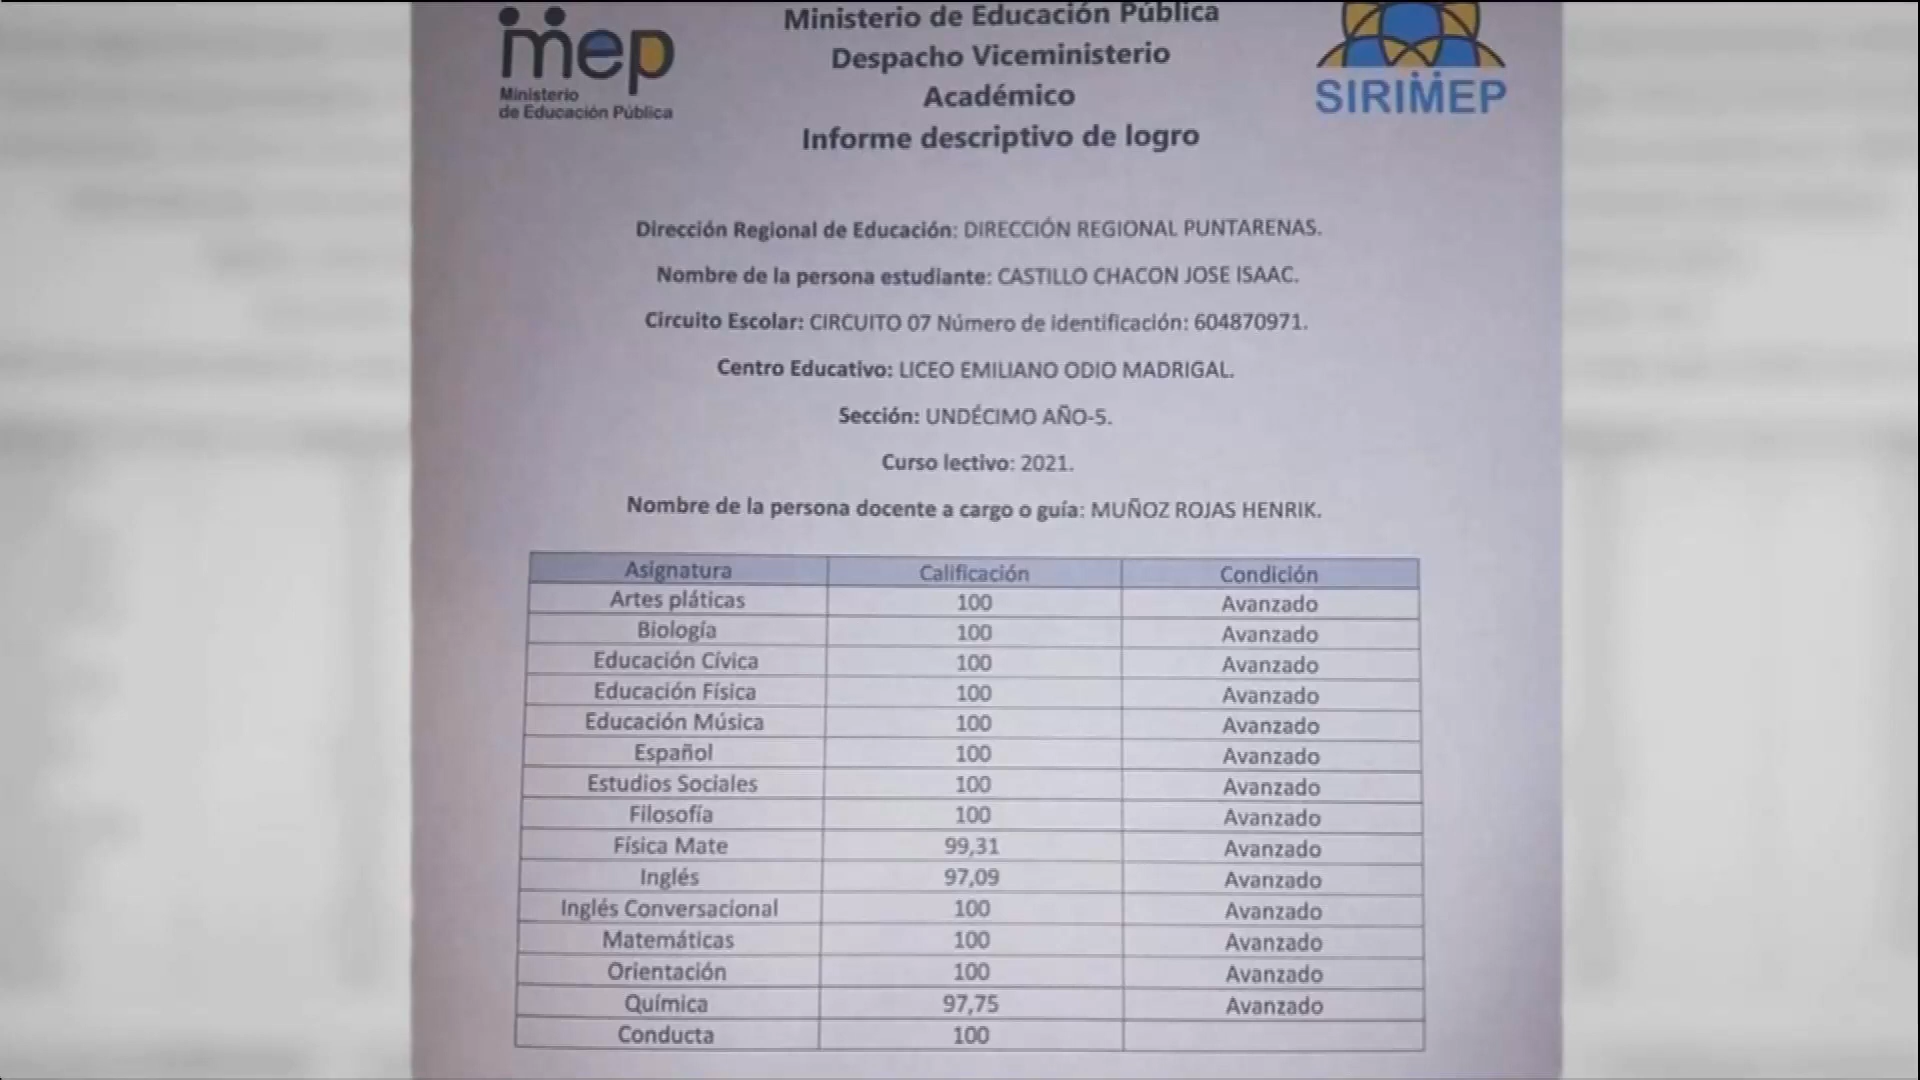 mep
Ministerio
de Educación Pública
Ministerio de Educación Pública
Despacho Viceministerio
Académico
Informe descriptivo de logro
SIRIMEP
Dirección Regional de Educación: DIRECCIÓN REGIONAL PUNTARENAS.
Nombre de la persona estudiante: CASTILLO CHACON JOSE ISAAC.
Circuito Escolar: CIRCUITO 07 Número de identificación: 604870971.
Centro Educativo: LICEO EMILIANO ODIO MADRIGAL.
Sección: UNDÉCIMO AÑO-5.
Curso lectivo: 2021.
Nombre de la persona docente a cargo o guía: MUÑOZ ROJAS HENRIK.
Asignatura Calificación Condición
Artes pláticas 100 Avanzado
Biología 100 Avanzado
Educación Cívica 100 Avanzado
Educación Física 100 Avanzado
Educación Música 100 Avanzado
Español 100 Avanzado
Estudios Sociales 100 Avanzado
Filosofía 100 Avanzado
Física Mate 99,31 Avanzado
Inglés 97,09 Avanzado
Inglés Conversacional 100 Avanzado
Matemáticas 100 Avanzado
Orientación 100 Avanzado
Química 97,75 Avanzado
Conducta 100